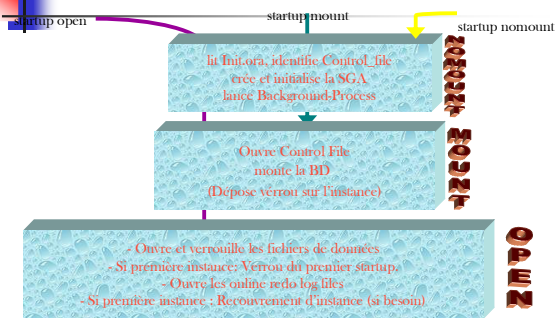 startup open
startup mount
startup nomount
lit Init.ora, identifie Control_file
crée et initialise la SGA
lance Background-Process
NOMOUNT
Ouvre Control File
monte la BD
(Dépose verrou sur l'instance)
MOUNT
- Ouvre et verrouille les fichiers de données
- Si première instance: Verrou du premier startup,
- Ouvre les online redo log files
- Si première instance : Recouvrement d'instance (si besoin)
OPEN